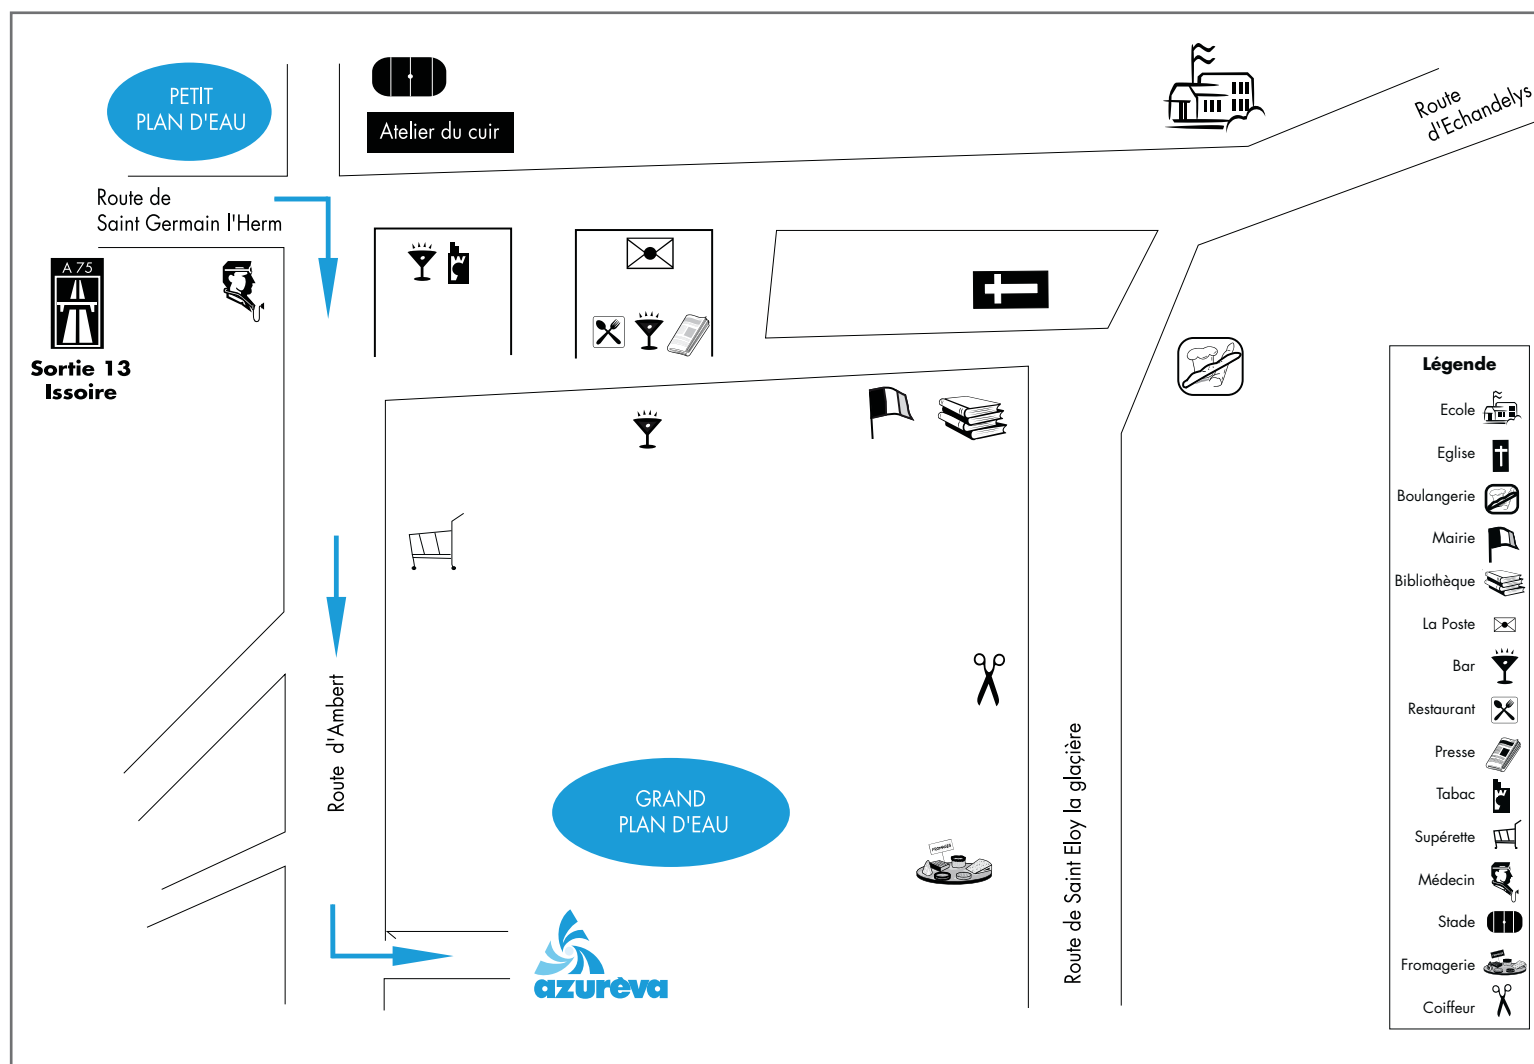 PETIT
PLAN D'EAU
Atelier du cuir
Route
d'Echandelys
Route de
Saint Germain l'Herm
A 75
Sortie 13
Issoire
Route d'Ambert
GRAND
PLAN D'EAU
FROMAGES
Route de Saint Eloy la glaçière
azurèva
Légende
Ecole
Eglise
Boulangerie
Mairie
Bibliothèque
La Poste
Bar
Restaurant
Presse
Tabac
Supérette
Médecin
Stade
Fromagerie
Coiffeur